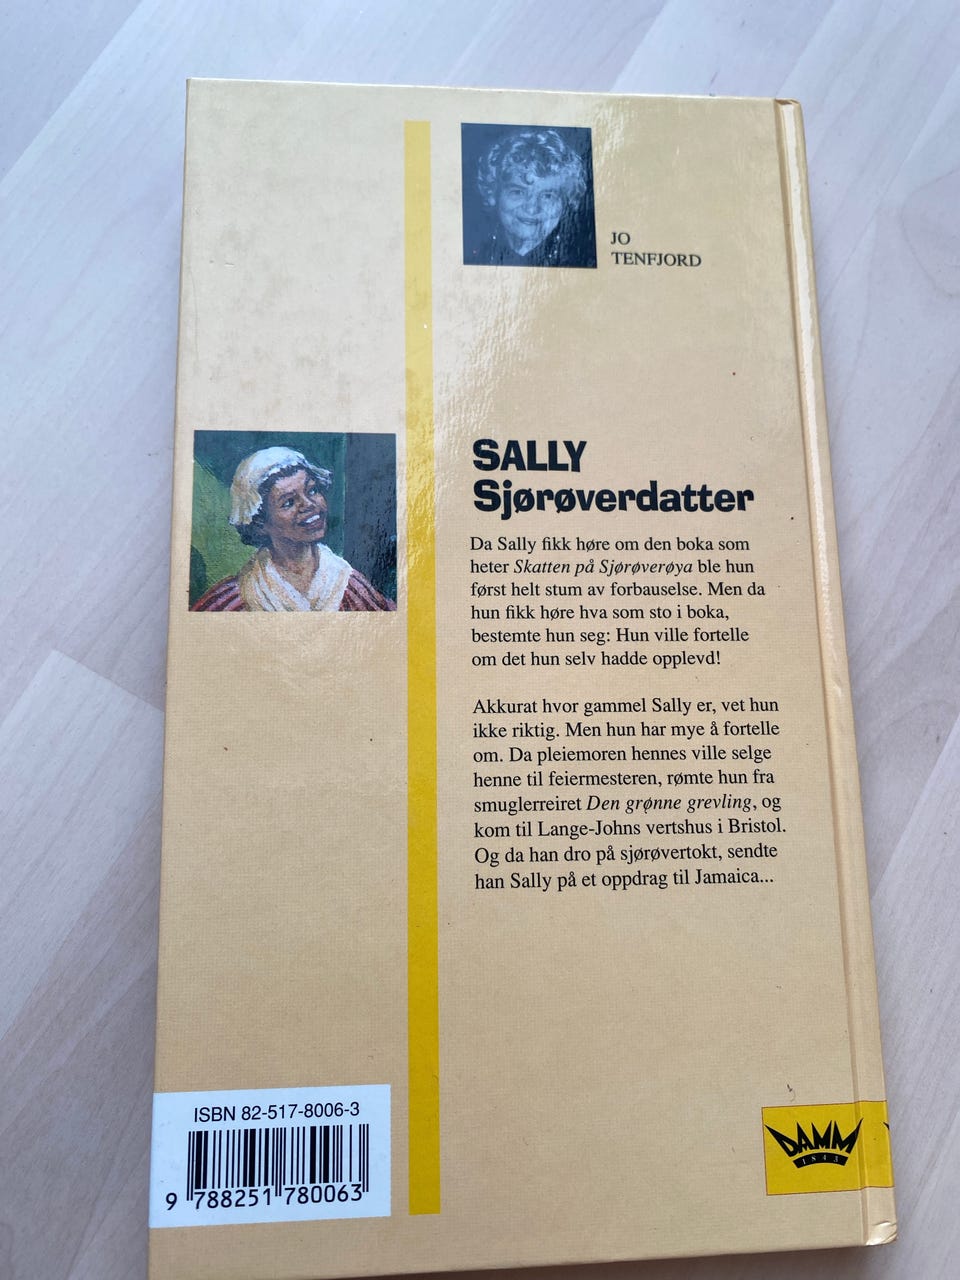 JO
TENFJORD
SALLY
Sjørøverdatter
Da Sally fikk høre om den boka som
heter Skatten på Sjørøverøya ble hun
først helt stum av forbauselse. Men da
hun fikk høre hva som sto i boka,
bestemte hun seg: Hun ville fortelle
om det hun selv hadde opplevd!
Akkurat hvor gammel Sally er, vet hun
ikke riktig. Men hun har mye å fortelle
om. Da pleiemoren hennes ville selge
henne til feiermesteren, rømte hun fra
smuglerreiret Den grønne grevling, og
kom til Lange-Johns vertshus i Bristol.
Og da han dro på sjørøvertokt, sendte
han Sally på et oppdrag til Jamaica...
ISBN 82-517-8006-3
9 788251 780063
DAMM
1843